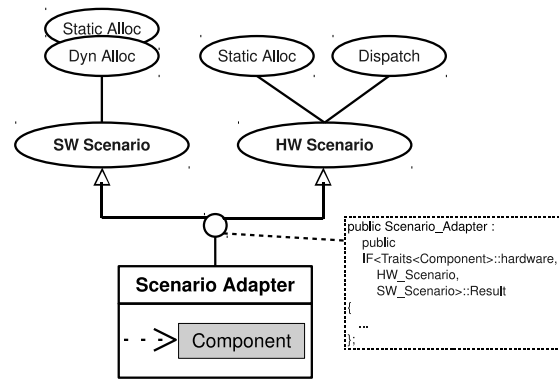 Static Alloc
Dyn Alloc
Static Alloc
Dispatch
SW Scenario
HW Scenario
public Scenario_Adapter :
public
IF<Traits<Component>::hardware,
HW_Scenario,
SW_Scenario>::Result
{
...
};
Scenario Adapter
Component